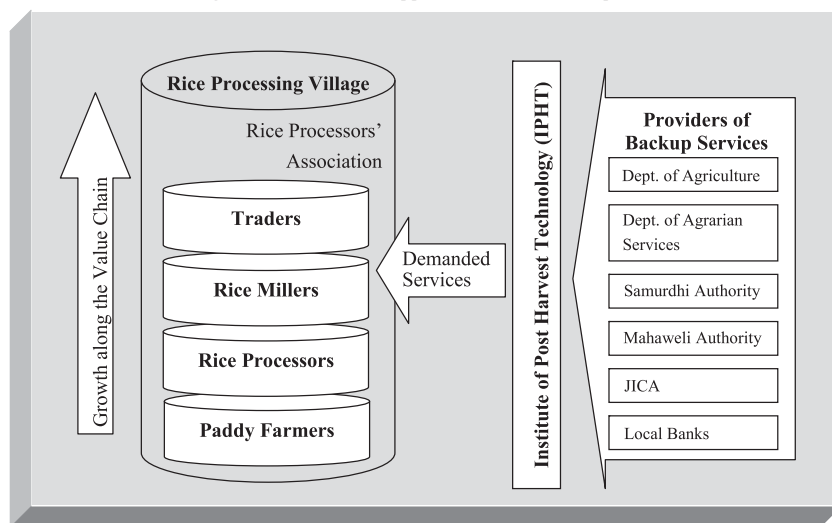 Growth along the Value Chain
Rice Processing Village
Rice Processors'
Association
Traders
Rice Millers
Rice Processors
Paddy Farmers
Demanded
Services
Institute of Post Harvest Technology (IPHT)
Providers of
Backup Services
Dept. of Agriculture
Dept. of Agrarian
Services
Samurdhi Authority
Mahaweli Authority
JICA
Local Banks